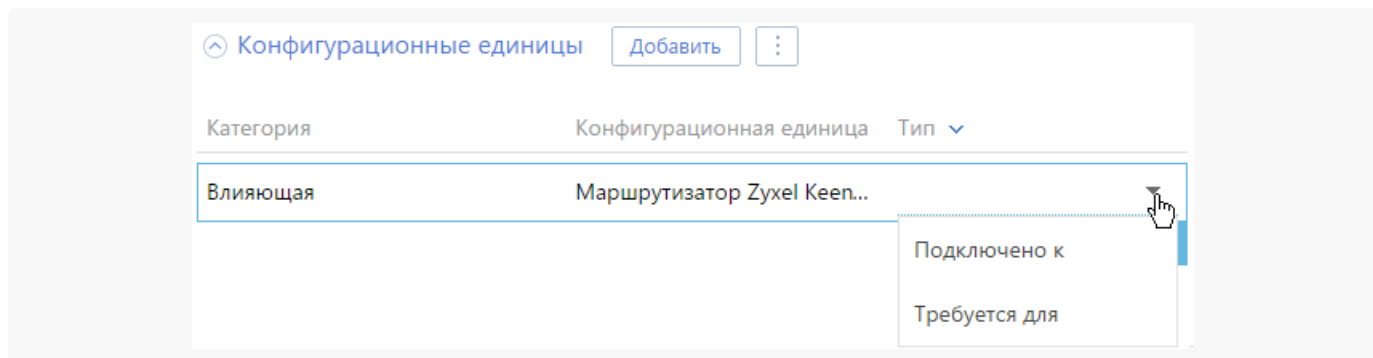 Конфигурационные единицы Добавить
Категория Конфигурационная единица Тип
Влияющая Маршрутизатор Zyxel Keen...
Подключено к
Требуется для